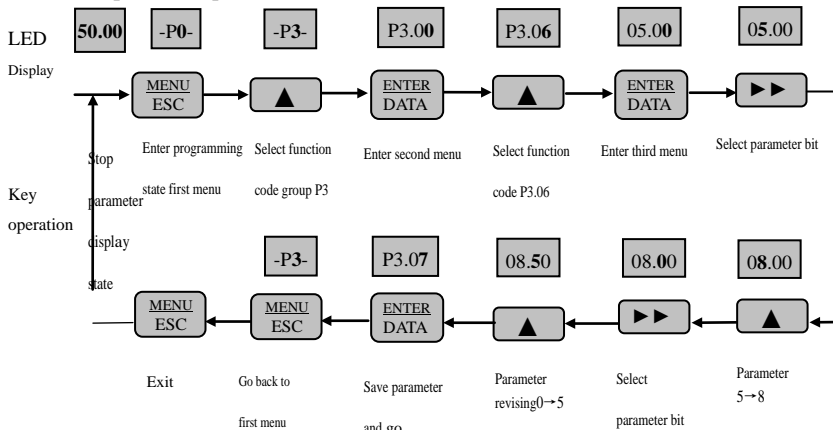 LED
Display
50.00
-P0-
-P3-
P3.00
P3.06
05.00
05.00
MENU
ESC
▲
ENTER
DATA
▲
ENTER
DATA
►►
Stop
parameter
display
state
Enter programming
state first menu
Select function
code group P3
Enter second menu
Select function
code P3.06
Enter third menu
Select parameter bit
Key
operation
-P3-
P3.07
08.50
08.00
08.00
MENU
ESC
MENU
ESC
ENTER
DATA
▲
►►
▲
Exit
Go back to
first menu
Save parameter
and go
Parameter
revising0→5
Select
parameter bit
Parameter
5→8